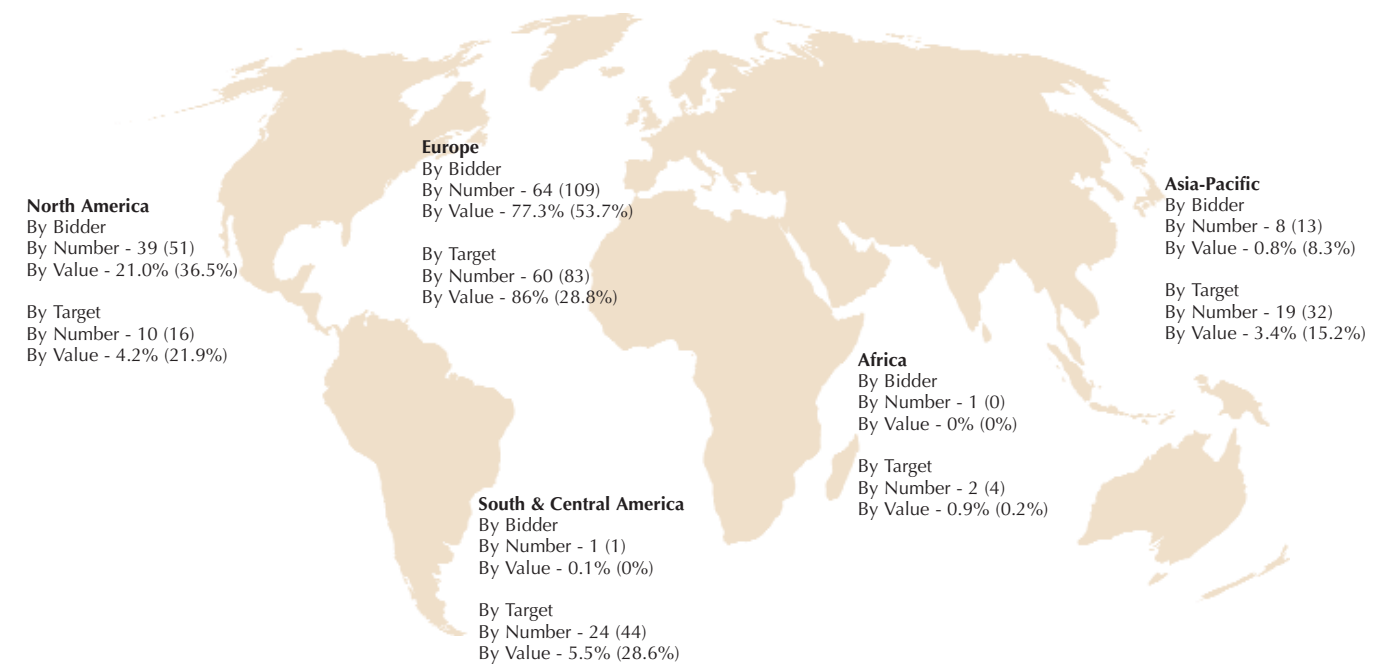 North America
By Bidder
By Number - 39 (51)
By Value - 21.0% (36.5%)
By Target
By Number - 10 (16)
By Value - 4.2% (21.9%)
Europe
By Bidder
By Number - 64 (109)
By Value - 77.3% (53.7%)
By Target
By Number - 60 (83)
By Value - 86% (28.8%)
South & Central America
By Bidder
By Number - 1 (1)
By Value - 0.1% (0%)
By Target
By Number - 24 (44)
By Value - 5.5% (28.6%)
Africa
By Bidder
By Number - 1 (0)
By Value - 0% (0%)
By Target
By Number - 2 (4)
By Value - 0.9% (0.2%)
Asia-Pacific
By Bidder
By Number - 8 (13)
By Value - 0.8% (8.3%)
By Target
By Number - 19 (32)
By Value - 3.4% (15.2%)